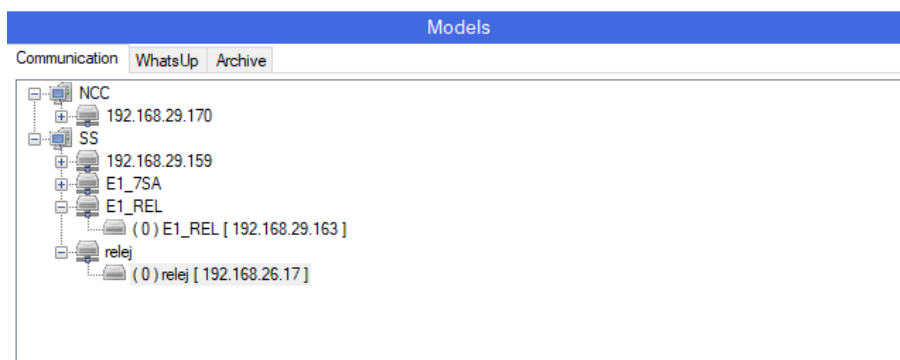 Models
Communication WhatsUp Archive
NCC
192.168.29.170
SS
192.168.29.159
E1_7SA
E1_REL
( 0 ) E1_REL [ 192.168.29.163 ]
relej
( 0 ) relej [ 192.168.26.17 ]